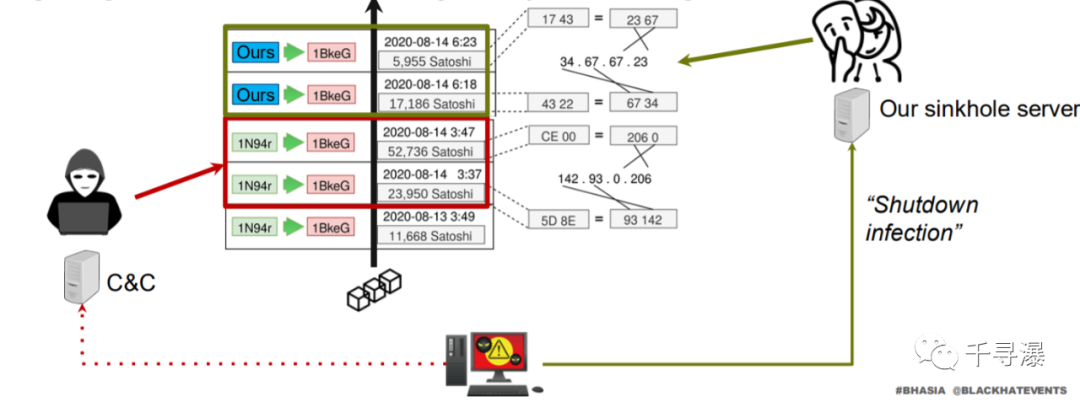 17 43 = 23 67
Ours 1BkeG 2020-08-14 6:23
5,955 Satoshi
34 . 67 . 67 . 23
Ours 1BkeG 2020-08-14 6:18
17,186 Satoshi
43 22 = 67 34
Our sinkhole server
1N94r 1BkeG 2020-08-14 3:47
52,736 Satoshi
CE 00 = 206 0
1N94r 1BkeG 2020-08-14 3:37
23,950 Satoshi
142 . 93 . 0 . 206
1N94r 1BkeG 2020-08-13 3:49
11,668 Satoshi
5D 8E = 93 142
“Shutdown
infection”
C&C
千寻瀑
#BHASIA @BLACKHATEVENTS